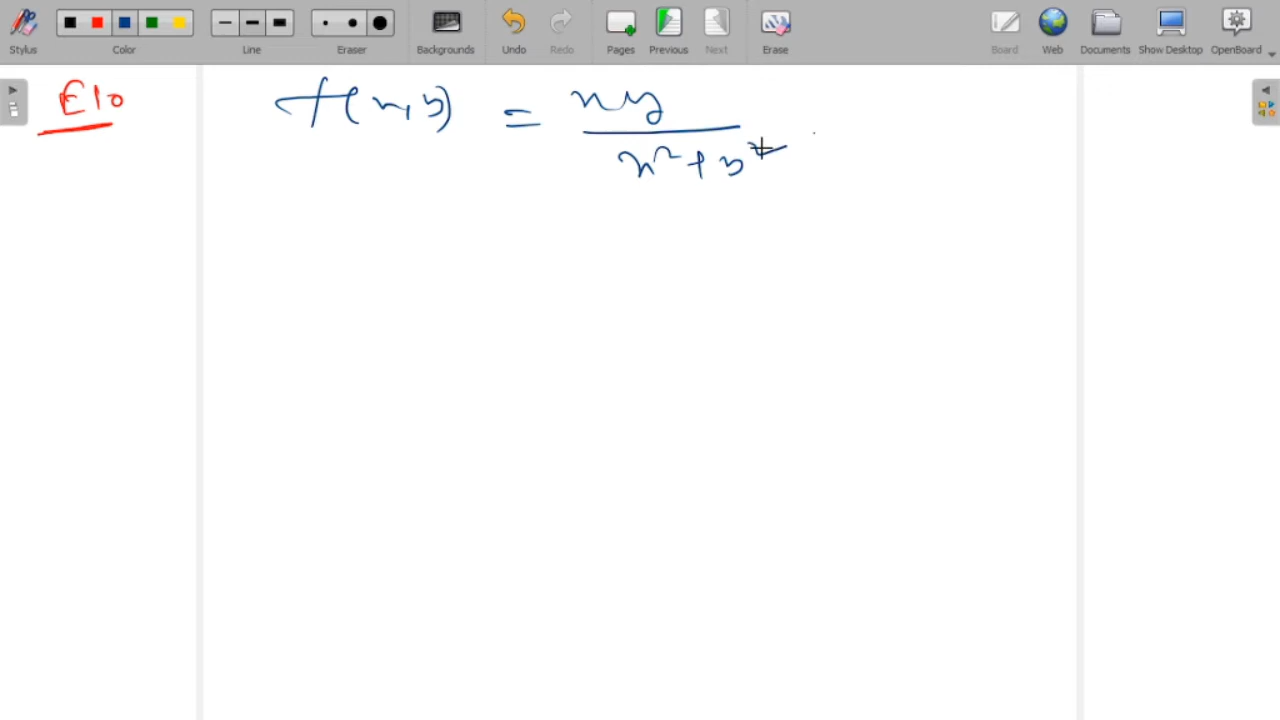 Stylus
Color
Line
Eraser
Backgrounds
Undo
Redo
Pages
Previous
Next
Erase
Board
Web
Documents
Show Desktop
OpenBoard
E10
f(x, y) = xy / x² + y²